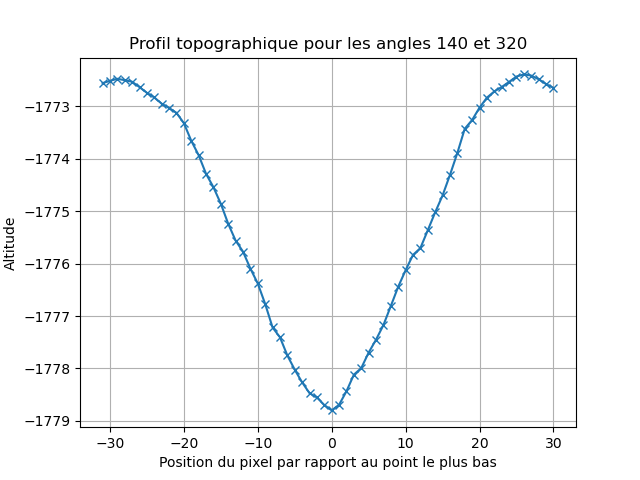 Profil topographique pour les angles 140 et 320
Altitude
−1773
−1774
−1775
−1776
−1777
−1778
−1779
−30 −20 −10 0 10 20 30
Position du pixel par rapport au point le plus bas